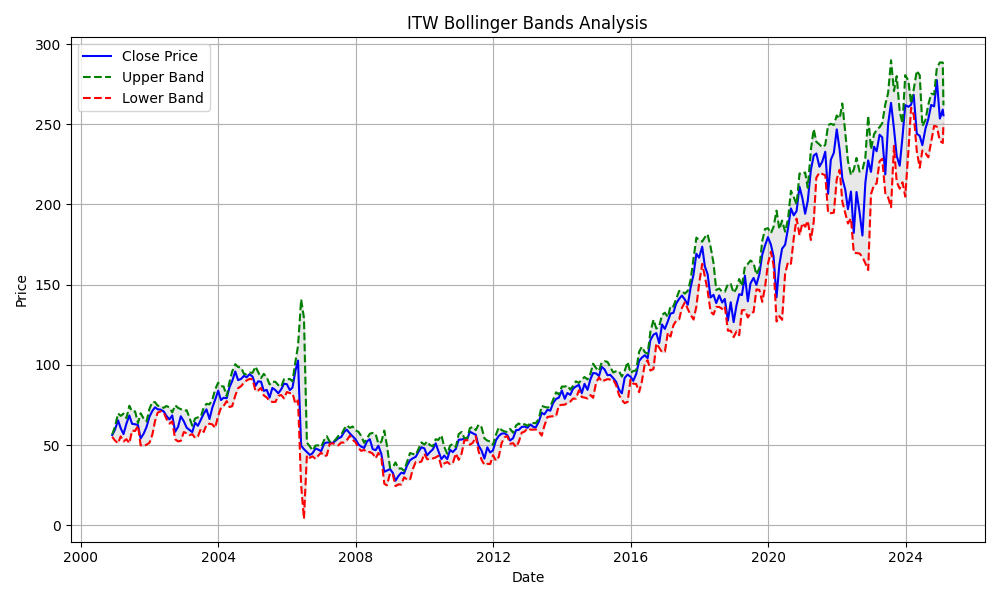 ITW Bollinger Bands Analysis
Close Price
Upper Band
Lower Band
Price
300
250
200
150
100
50
0
2000 2004 2008 2012 2016 2020 2024
Date